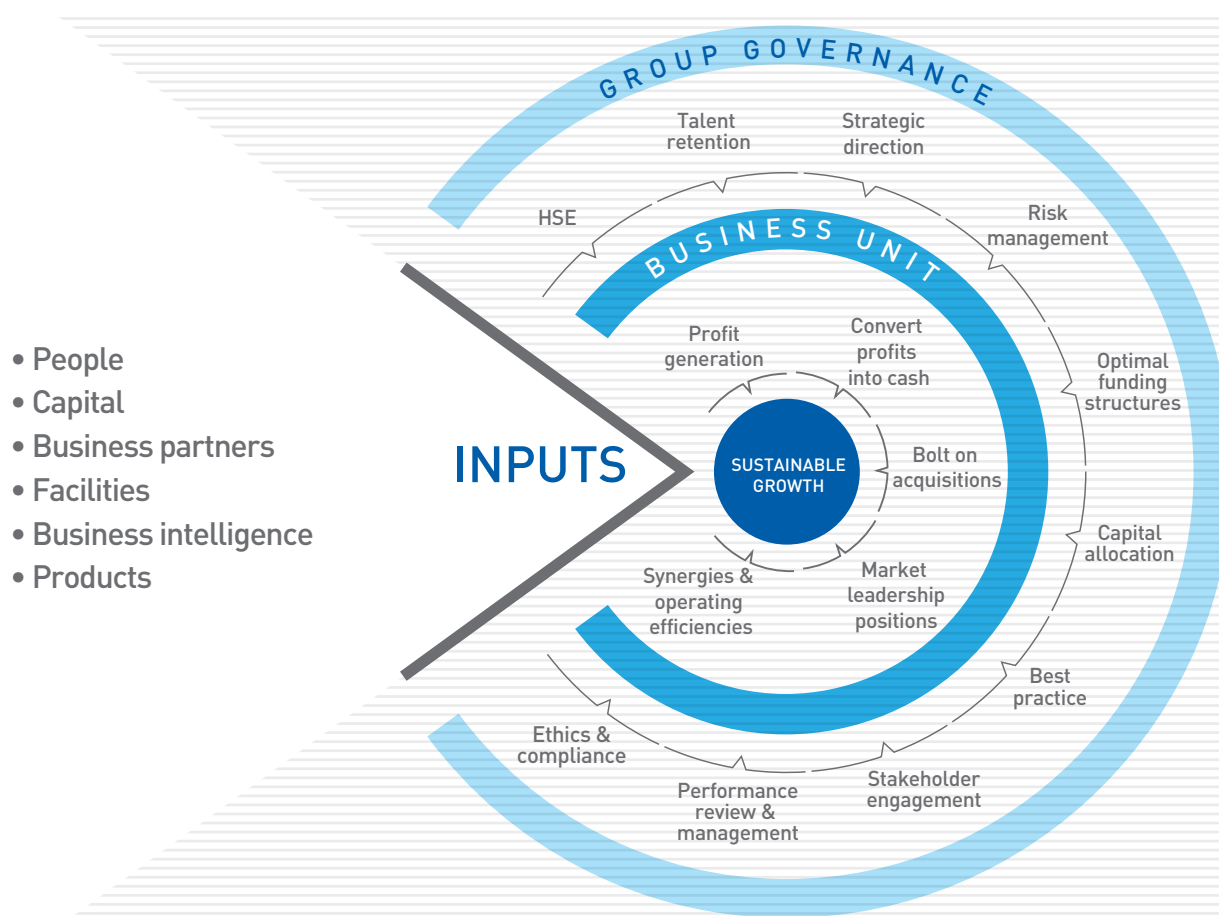 GROUP GOVERNANCE
Talent
retention
Strategic
direction
HSE
Risk
management
BUSINESS UNIT
Profit
generation
Convert
profits
into cash
Optimal
funding
structures
• People
• Capital
• Business partners
• Facilities
• Business intelligence
• Products
INPUTS
SUSTAINABLE
GROWTH
Bolt on
acquisitions
Capital
allocation
Synergies &
operating
efficiencies
Market
leadership
positions
Best
practice
Ethics &
compliance
Performance
review &
management
Stakeholder
engagement